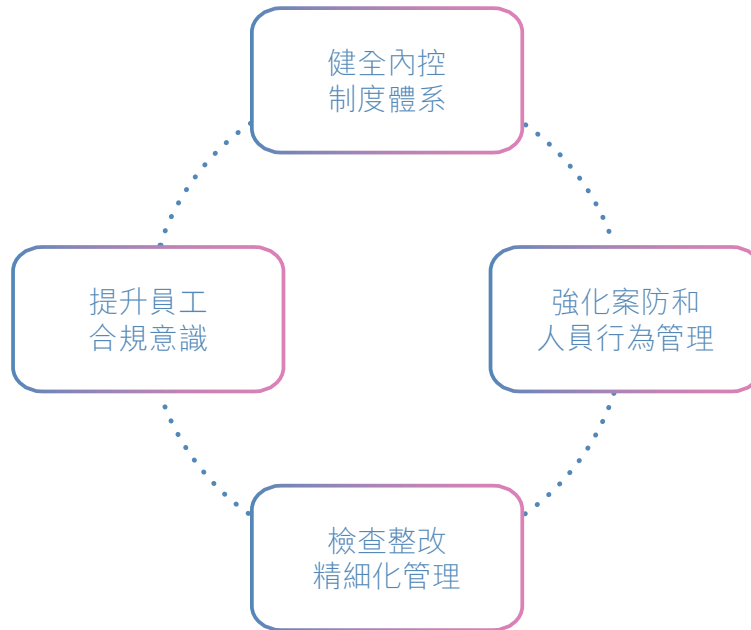 健全內控
制度體系
提升員工
合規意識
強化案防和
人員行為管理
檢查整改
精細化管理